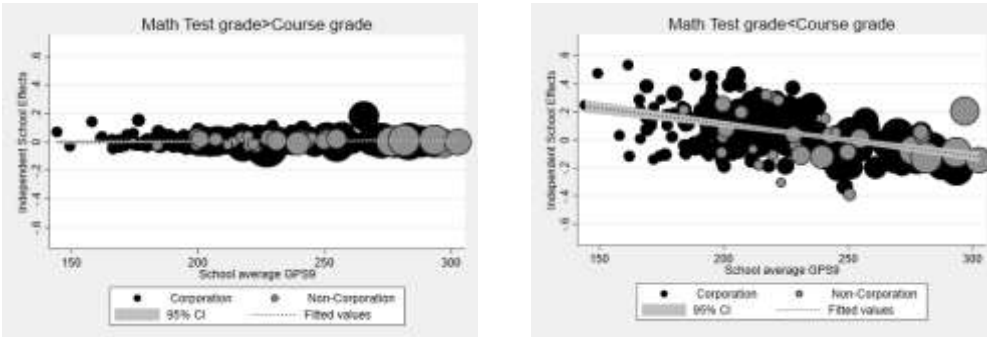 Math Test grade>Course grade
Independent School Effects
.6
.4
.2
0
-.2
-.4
-.6
150
200
250
300
School average GPS9
Corporation
Non-Corporation
95% CI
Fitted values
Math Test grade<Course grade
Independent School Effects
.6
.4
.2
0
-.2
-.4
-.6
150
200
250
300
School average GPS9
Corporation
Non-Corporation
95% CI
Fitted values